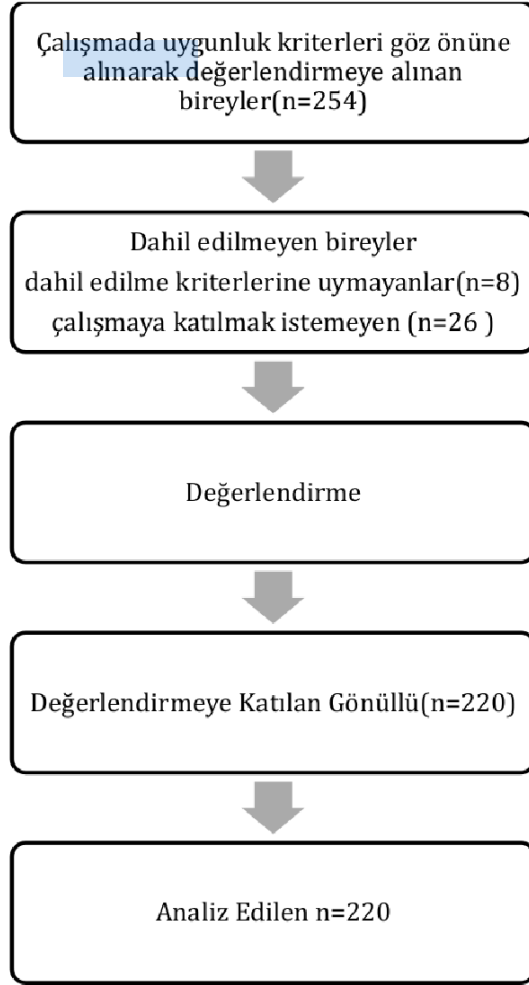 Çalışmada uygunluk kriterleri göz önüne
alınarak değerlendirmeye alınan
bireyler(n=254)
Dahil edilmeyen bireyler
dahil edilme kriterlerine uymayanlar(n=8)
çalışmaya katılmak istemeyen (n=26 )
Değerlendirme
Değerlendirmeye Katılan Gönüllü(n=220)
Analiz Edilen n=220